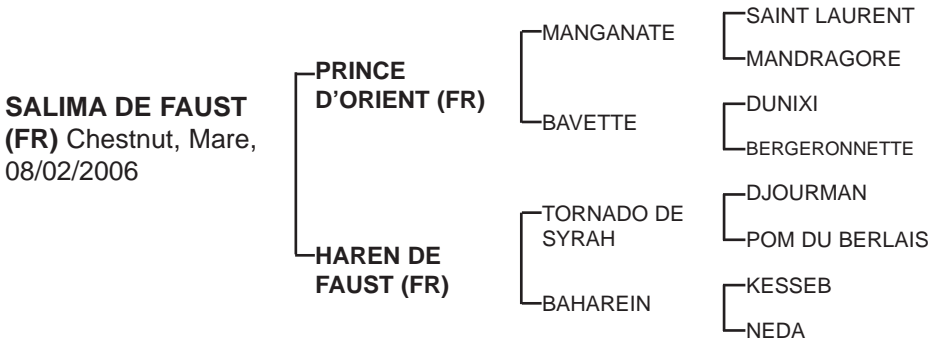 SALIMA DE FAUST
(FR) Chestnut, Mare,
08/02/2006
PRINCE
D’ORIENT (FR)
HAREN DE
FAUST (FR)
MANGANATE
BAVETTE
TORNADO DE
SYRAH
BAHAREIN
SAINT LAURENT
MANDRAGORE
DUNIXI
BERGERONNETTE
DJOURMAN
POM DU BERLAIS
KESSEB
NEDA